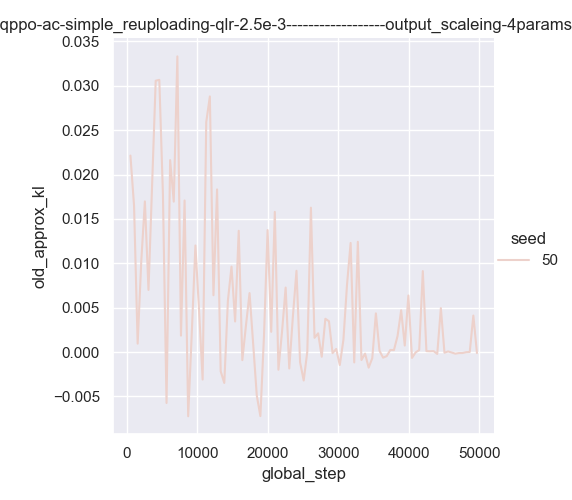 qppo-ac-simple_reuploading-qlr-2.5e-3------------------output_scaleing-4params
0.035
0.030
0.025
0.020
0.015
0.010
0.005
0.000
−0.005
old_approx_kl
0 10000 20000 30000 40000 50000
global_step
seed
50